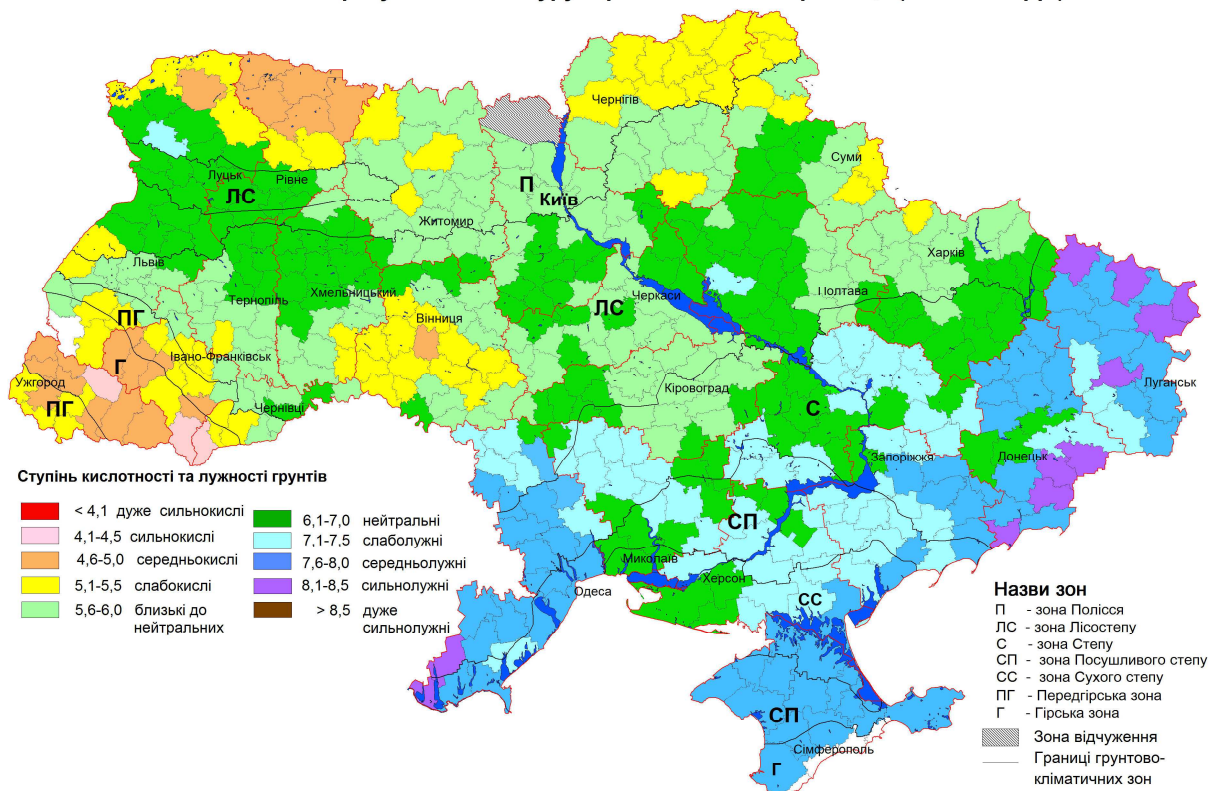 Чернігів
Суми
Луцьк
Рівне
ЛС
П
Київ
Житомир
Харків
Львів
Тернопіль
Хмельницький
Вінниця
ЛС
Черкаси
Полтава
ПГ
Г
Івано-Франківськ
Ужгород
ПГ
Чернівці
Кіровоград
С
Луганськ
Запоріжжя
Донецьк
СП
Миколаїв
Херсон
Одеса
СС
СП
Сімферополь
Г
Ступінь кислотності та лужності грунтів
< 4,1 дуже сильнокислі
4,1-4,5 сильнокислі
4,6-5,0 середньокислі
5,1-5,5 слабокислі
5,6-6,0 близькі до
нейтральних
6,1-7,0 нейтральні
7,1-7,5 слаболужні
7,6-8,0 середньолужні
8,1-8,5 сильнолужні
> 8,5 дуже
сильнолужні
Назви зон
П - зона Полісся
ЛС - зона Лісостепу
С - зона Степу
СП - зона Посушливого степу
СС - зона Сухого степу
ПГ - Передгірська зона
Г - Гірська зона
Зона відчуження
Границі грунтово-
кліматичних зон